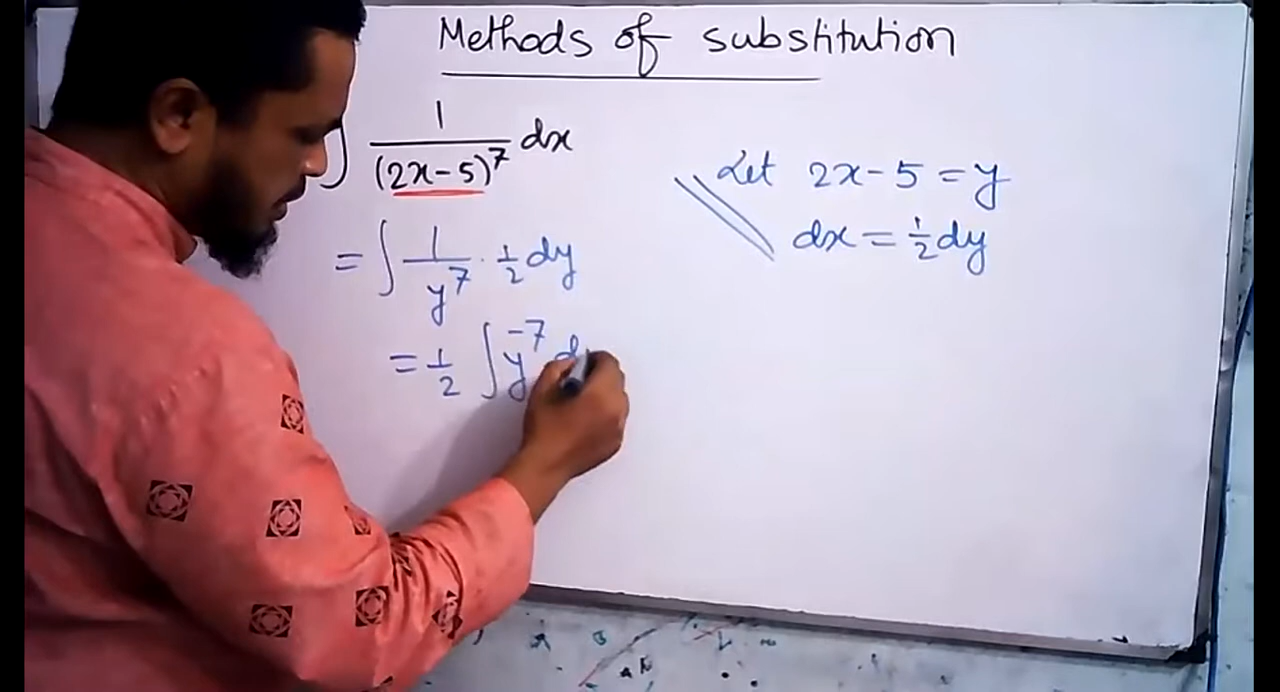 Methods of substitution
∫ 1/(2x-5)^7 dx
Let 2x-5 = y
dx = 1/2 dy
= ∫ 1/y^7 · 1/2 dy
= 1/2 ∫ y^-7 d